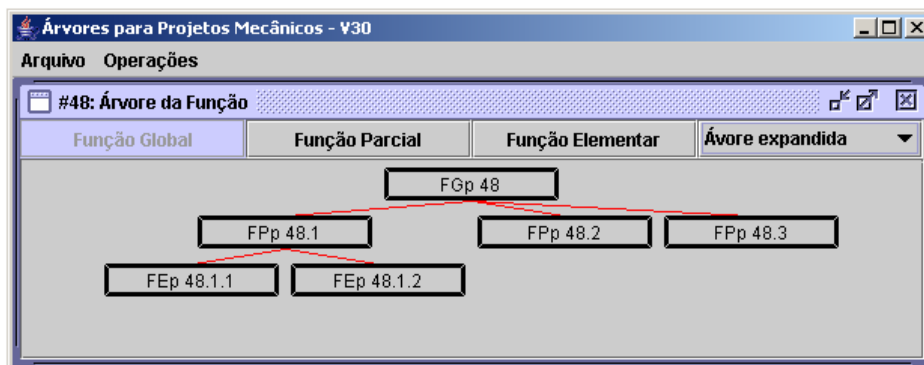 Árvores para Projetos Mecânicos - V30
Arquivo Operações
#48: Árvore da Função
Função Global Função Parcial Função Elementar Ávore expandida
FGp 48
FPp 48.1 FPp 48.2 FPp 48.3
FEp 48.1.1 FEp 48.1.2